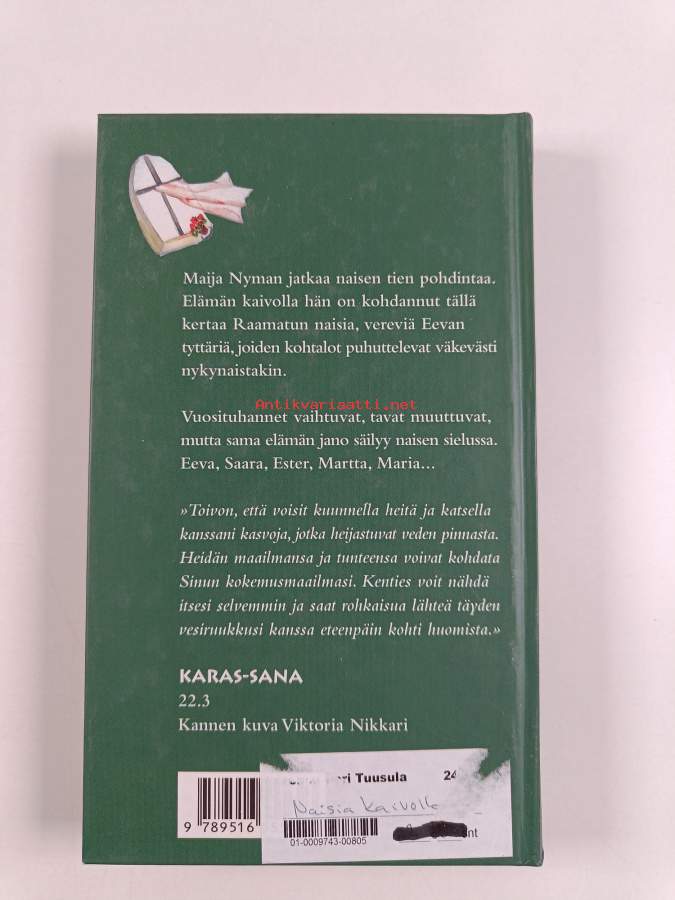 Maija Nyman jatkaa naisen tien pohdintaa.
Elämän kaivolla hän on kohdannut tällä
kertaa Raamatun naisia, vereviä Eevan
tyttäriä, joiden kohtalot puhuttelevat väkevästi
nykynaistakin.
Antikvariaatti.net
Vuosituhannet vaihtuvat, tavat muuttuvat,
mutta sama elämän jano säilyy naisen sielussa.
Eeva, Saara, Ester, Martta, Maria...
»Toivon, että voisit kuunnella heitä ja katsella
kanssani kasvoja, jotka heijastuvat veden pinnasta.
Heidän maailmansa ja tunteensa voivat kohdata
Sinun kokemusmaailmasi. Kenties voit nähdä
itsesi selvemmin ja saat rohkaisua lähteä täyden
vesiruukkusi kanssa eteenpäin kohti huomista.»
KARAS-SANA
22.3
Kannen kuva Viktoria Nikkari
Tuusula 24
Naisia kaivolla
9 789516
01-0009743-00805